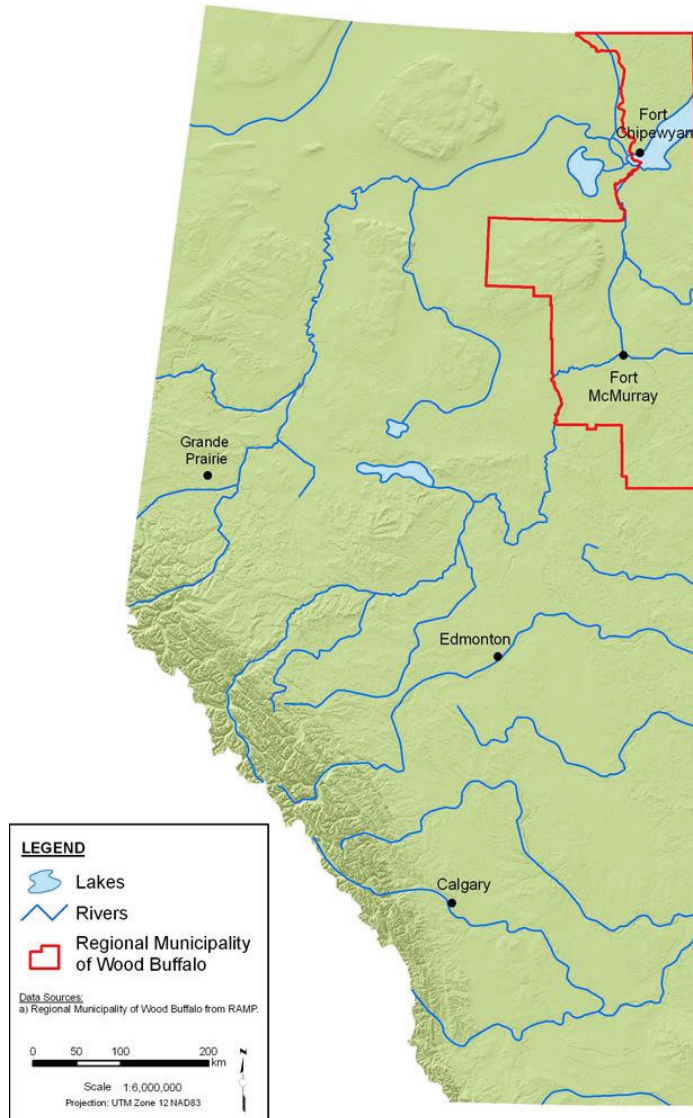 Fort
Chipewyan
Fort
McMurray
Grande
Prairie
Edmonton
Calgary
LEGEND
Lakes
Rivers
Regional Municipality
of Wood Buffalo
Data Sources:
a) Regional Municipality of Wood Buffalo from RAMP.
0 50 100 200
km
N
Scale 1:6,000,000
Projection: UTM Zone 12 NAD83